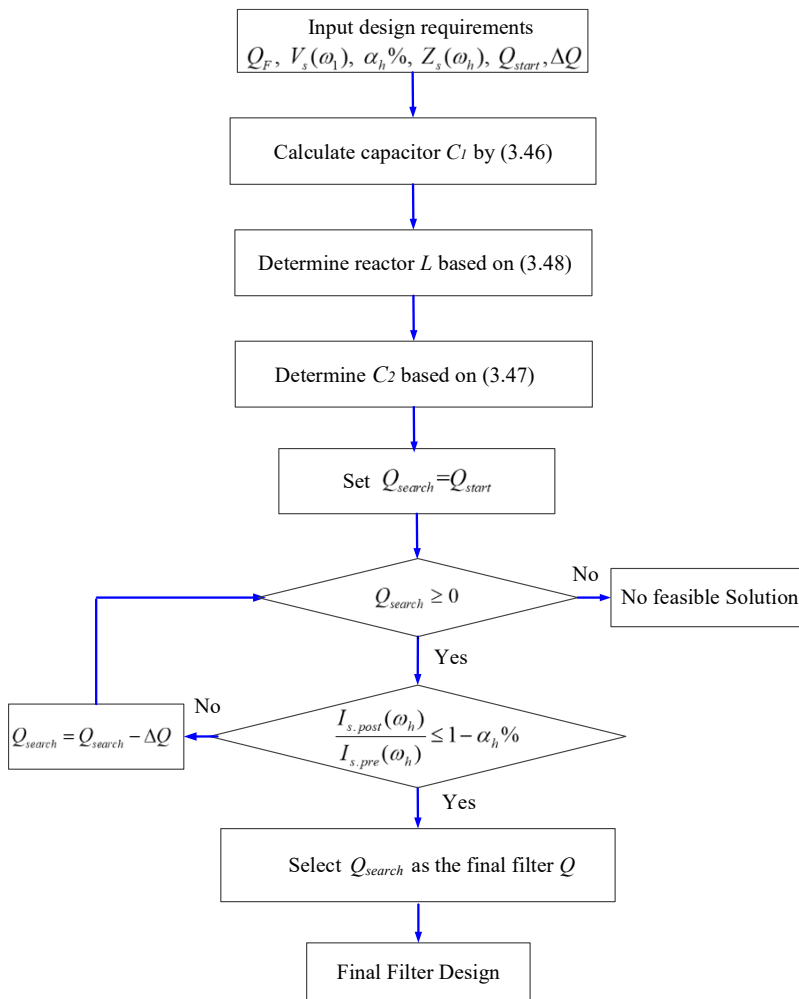 Input design requirements
Q_F, V_s(ω_1), α_h%, Z_s(ω_h), Q_start, ΔQ
Calculate capacitor C_1 by (3.46)
Determine reactor L based on (3.48)
Determine C_2 based on (3.47)
Set Q_search=Q_start
Q_search ≥ 0
No
No feasible Solution
Yes
I_s.post(ω_h)/I_s.pre(ω_h) ≤ 1 − α_h%
No
Q_search = Q_search − ΔQ
Yes
Select Q_search as the final filter Q
Final Filter Design